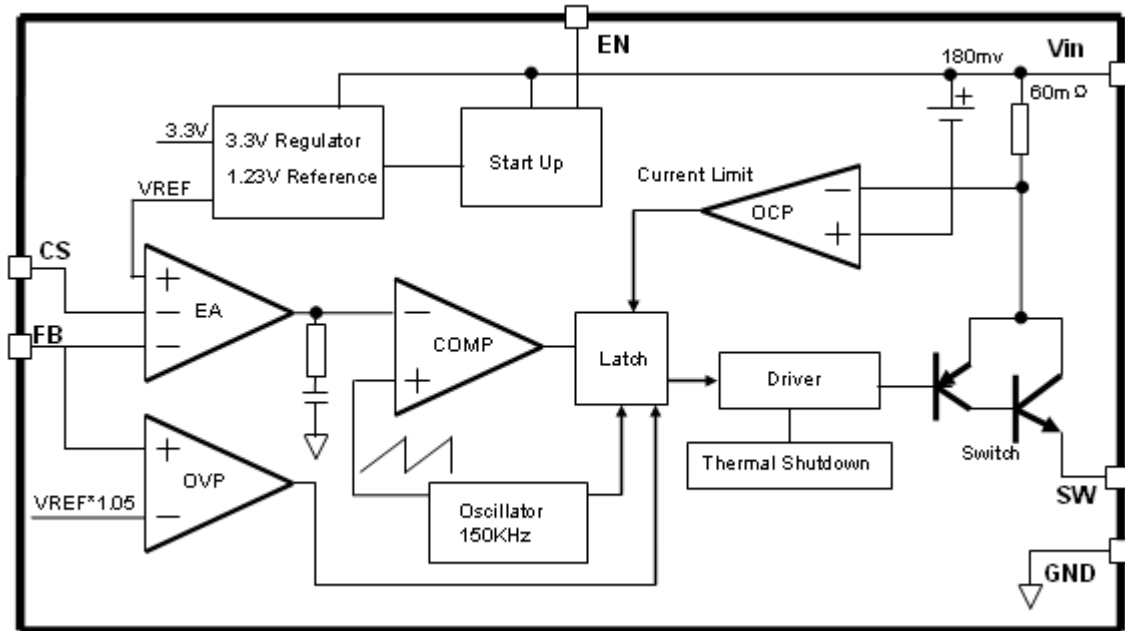 EN
Vin
180mv
60mΩ
3.3V
3.3V Regulator
1.23V Reference
Start Up
VREF
Current Limit
OCP
CS
EA
FB
COMP
Latch
Driver
Switch
Thermal Shutdown
OVP
VREF*1.05
Oscillator
150KHz
SW
GND